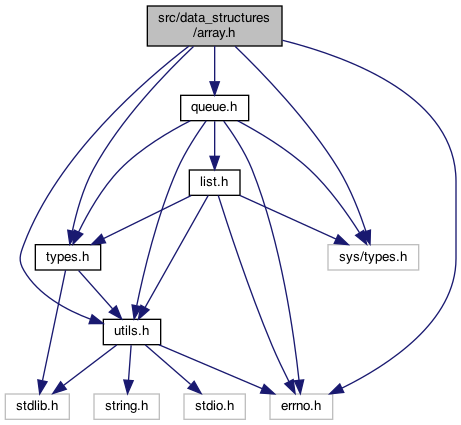 src/data_structures
/array.h
queue.h
list.h
types.h
sys/types.h
utils.h
stdlib.h
string.h
stdio.h
errno.h